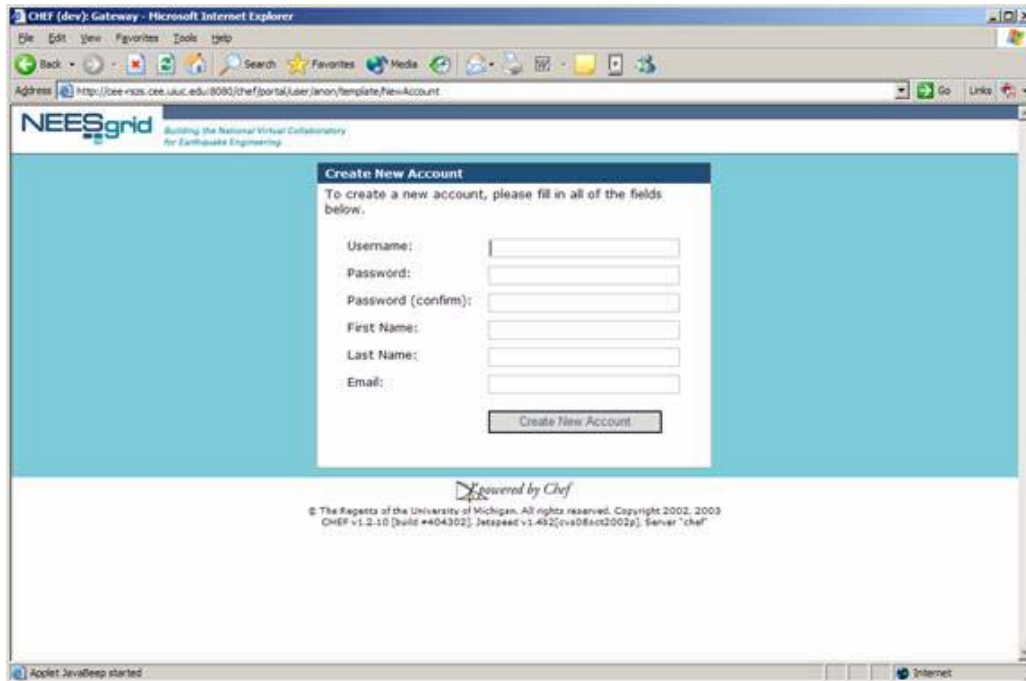 CHEF (dev): Gateway - Microsoft Internet Explorer
File Edit View Favorites Tools Help
Back Search Favorites Media
Address http://cee-rszs.cee.uiuc.edu:8080/chef/portal/user/anon/template/NewAccount Go Links
NEESgrid Building the National Virtual Collaboratory
for Earthquake Engineering
Create New Account
To create a new account, please fill in all of the fields
below.
Username:
Password:
Password (confirm):
First Name:
Last Name:
Email:
Create New Account
powered by Chef
© The Regents of the University of Michigan. All rights reserved. Copyright 2002, 2003
CHEF v1.2.10 [build #404302], Jetspeed v1.4b2[cvs08oct2002p], Server "chef"
Applet JavaBeep started Internet